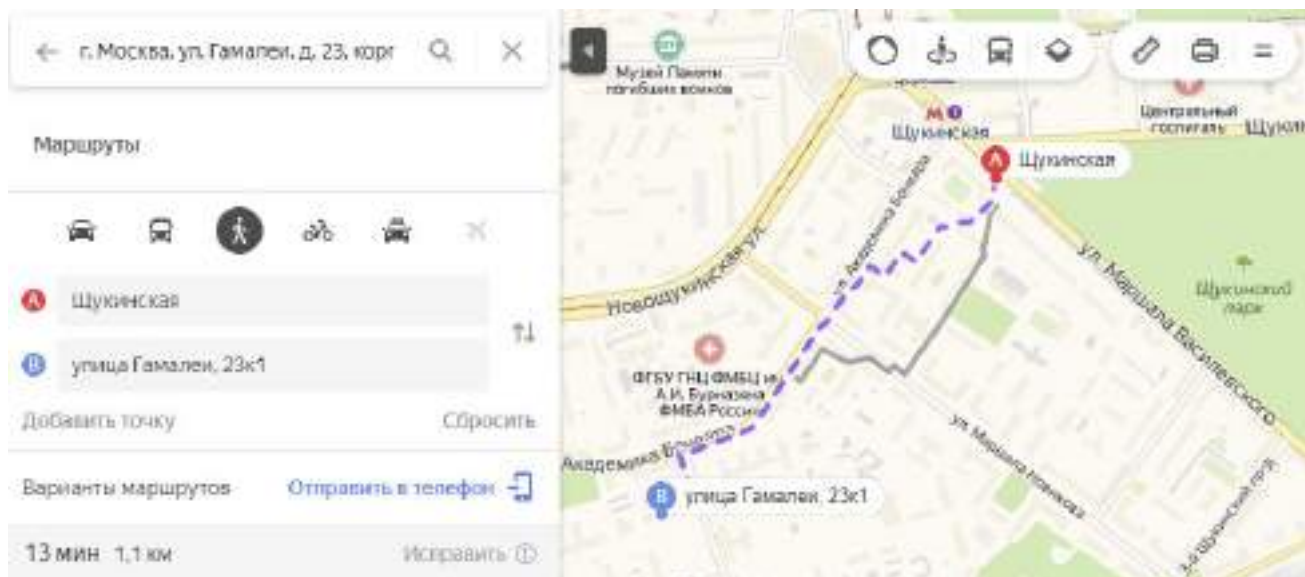 г. Москва, ул. Гамалеи, д. 23, корг
Маршруты
A Щукинская
B улица Гамалеи, 23к1
Добавить точку Сбросить
Варианты маршрутов Отправить в телефон
13 мин 1,1 км Исправить
Музей Памяти
погибших воинов
М
Щукинская
Центральный
госпиталь
Щукин
A Щукинская
ул. Академика Бочвара
Новощукинская ул.
ул. Маршала Василевского
Щукинский
парк
ФГБУ ГНЦ ФМБЦ им
А.И. Бурназяна
ФМБА России
Академика Бочвара
ул. Маршала Новикова
B улица Гамалеи, 23к1
3-й Щукинский пр-д